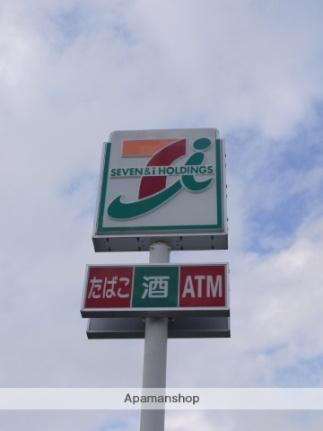 SEVEN&i HOLDINGS
たばこ 酒 ATM
Apamanshop